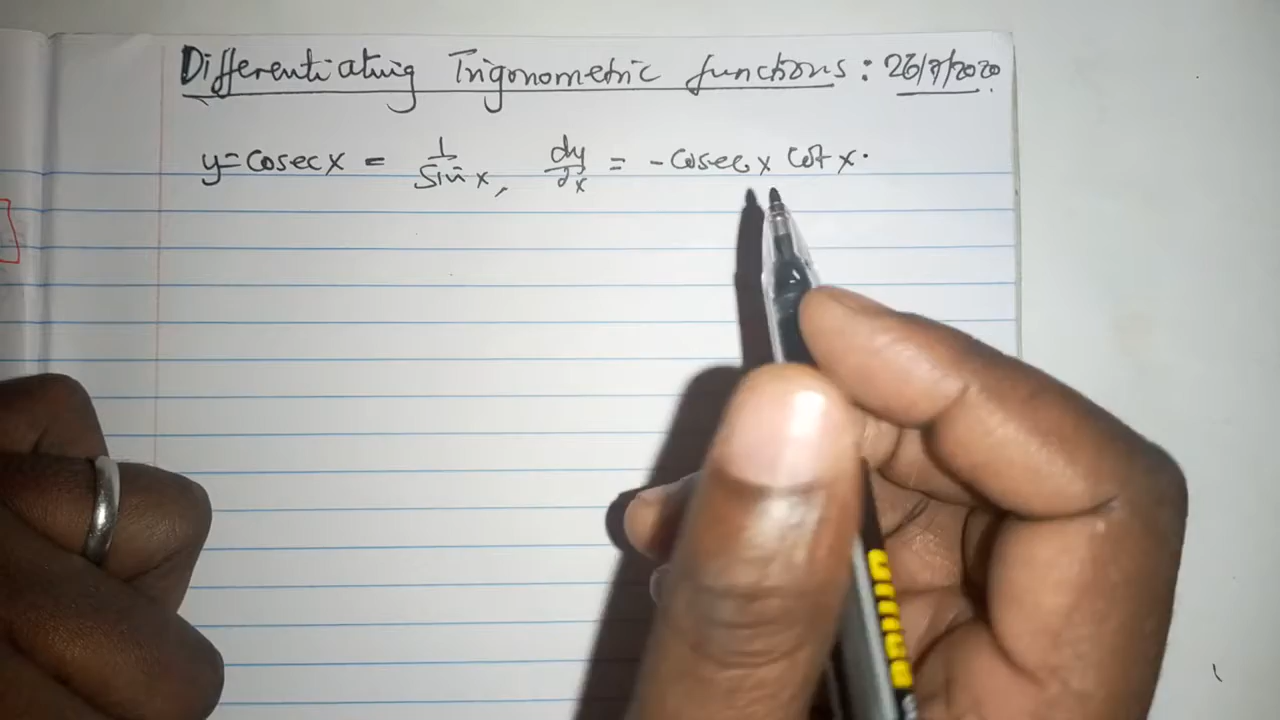 Differentiating Trigonometric functions : 26/7/2020
y = Cosec x = 1/Sin x, dy/dx = - Cosec x Cot x.